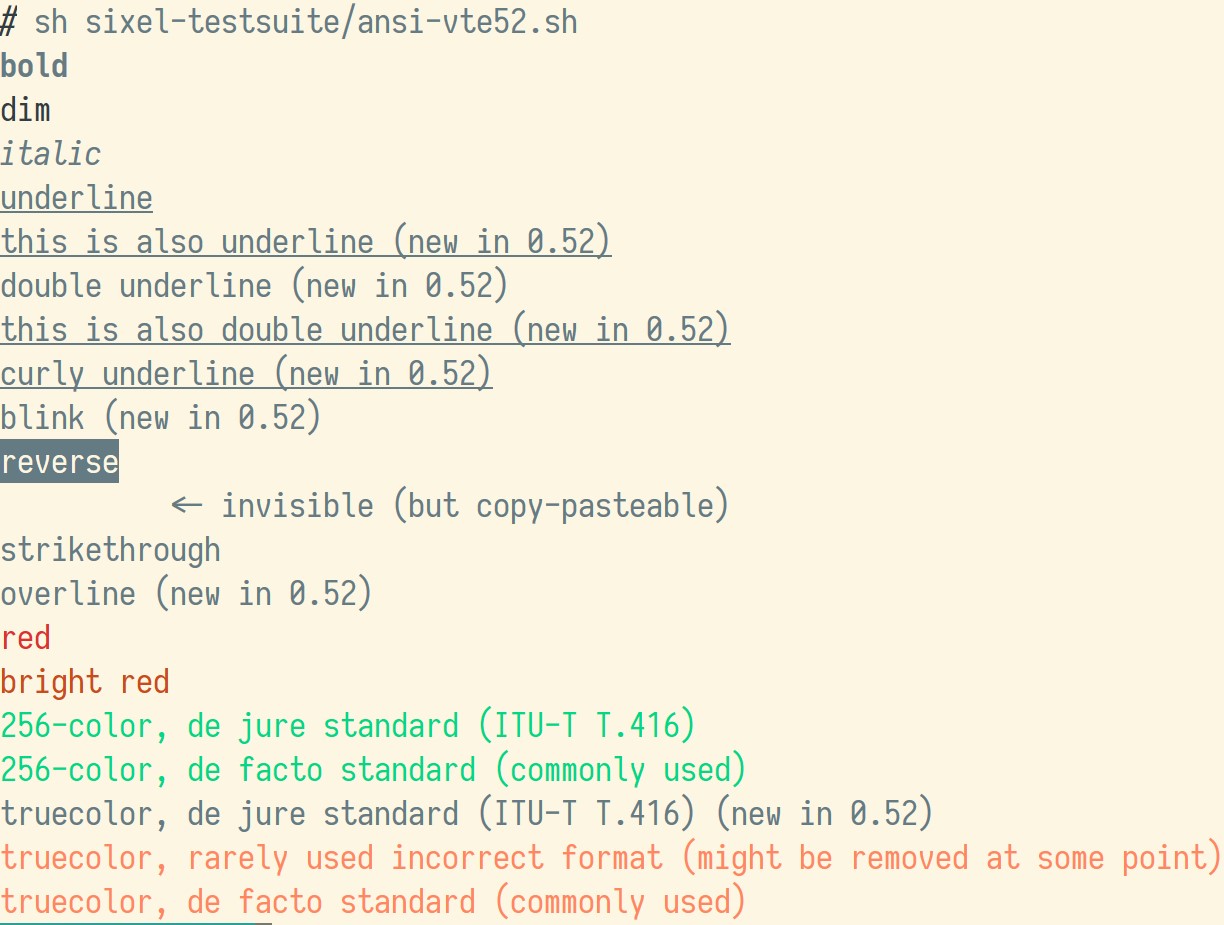 # sh sixel-testsuite/ansi-vte52.sh
bold
dim
italic
underline
this is also underline (new in 0.52)
double underline (new in 0.52)
this is also double underline (new in 0.52)
curly underline (new in 0.52)
blink (new in 0.52)
reverse
← invisible (but copy-pasteable)
strikethrough
overline (new in 0.52)
red
bright red
256-color, de jure standard (ITU-T T.416)
256-color, de facto standard (commonly used)
truecolor, de jure standard (ITU-T T.416) (new in 0.52)
truecolor, rarely used incorrect format (might be removed at some point)
truecolor, de facto standard (commonly used)